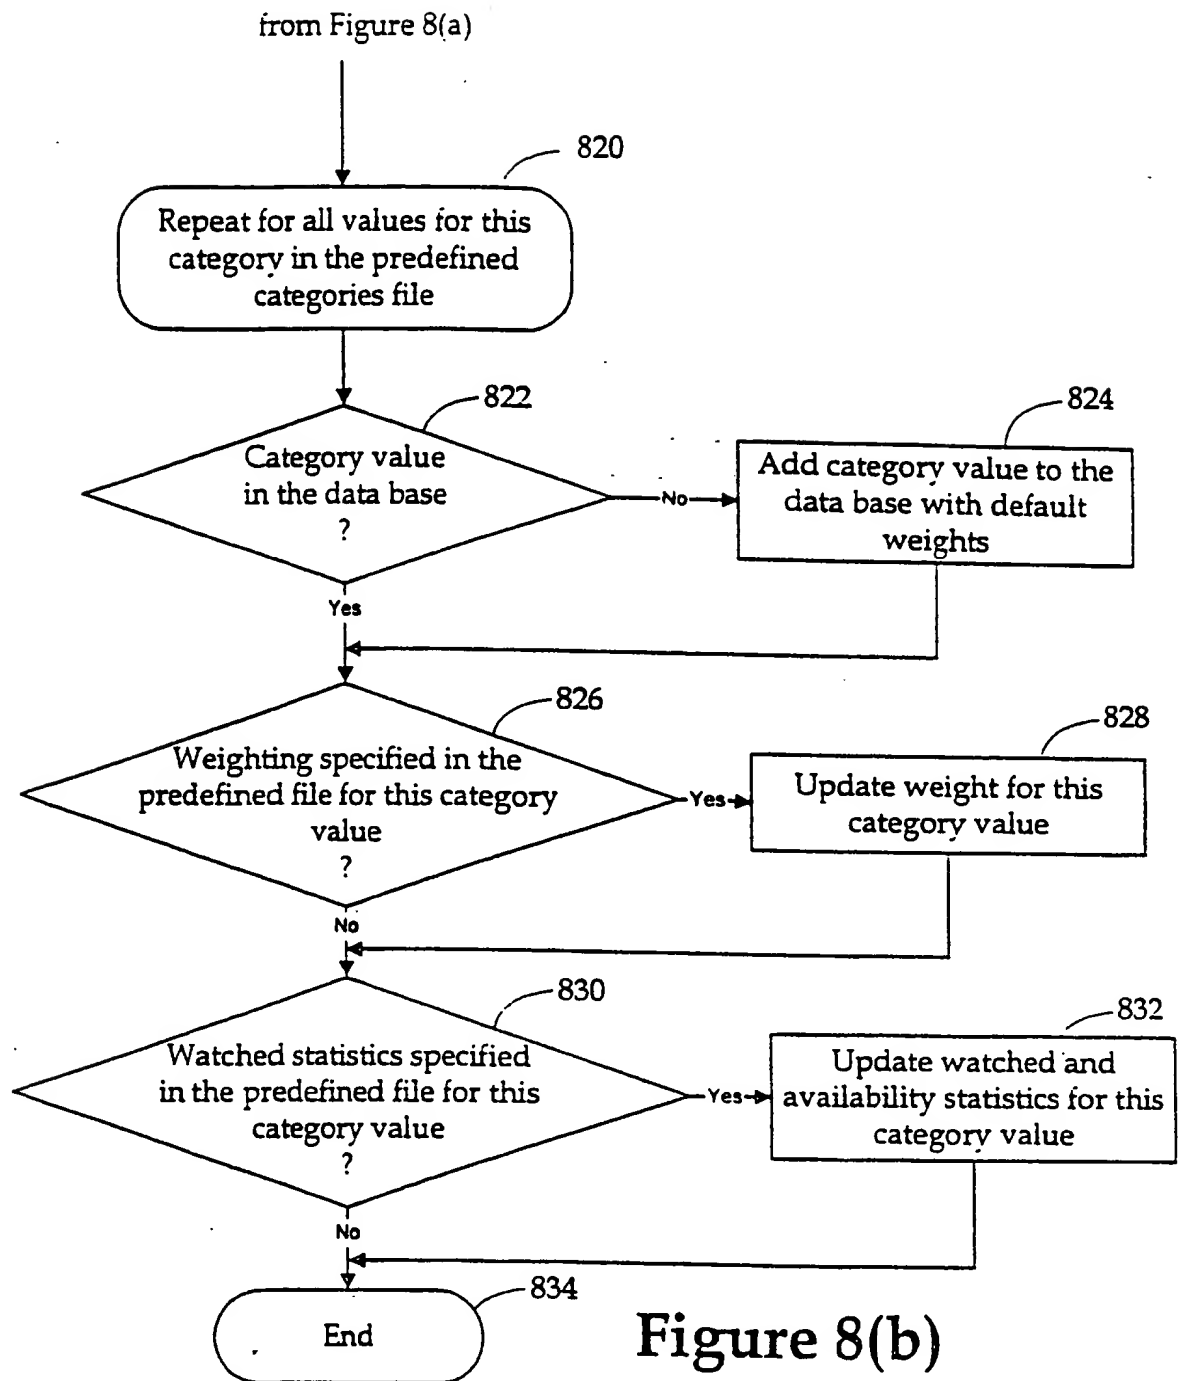 from Figure 8(a)
820
Repeat for all values for this
category in the predefined
categories file
822
Category value
in the data base
?
No
824
Add category value to the
data base with default
weights
Yes
826
Weighting specified in the
predefined file for this category
value
?
Yes
828
Update weight for this
category value
No
830
Watched statistics specified
in the predefined file for this
category value
?
Yes
832
Update watched and
availability statistics for this
category value
No
834
End
Figure 8(b)